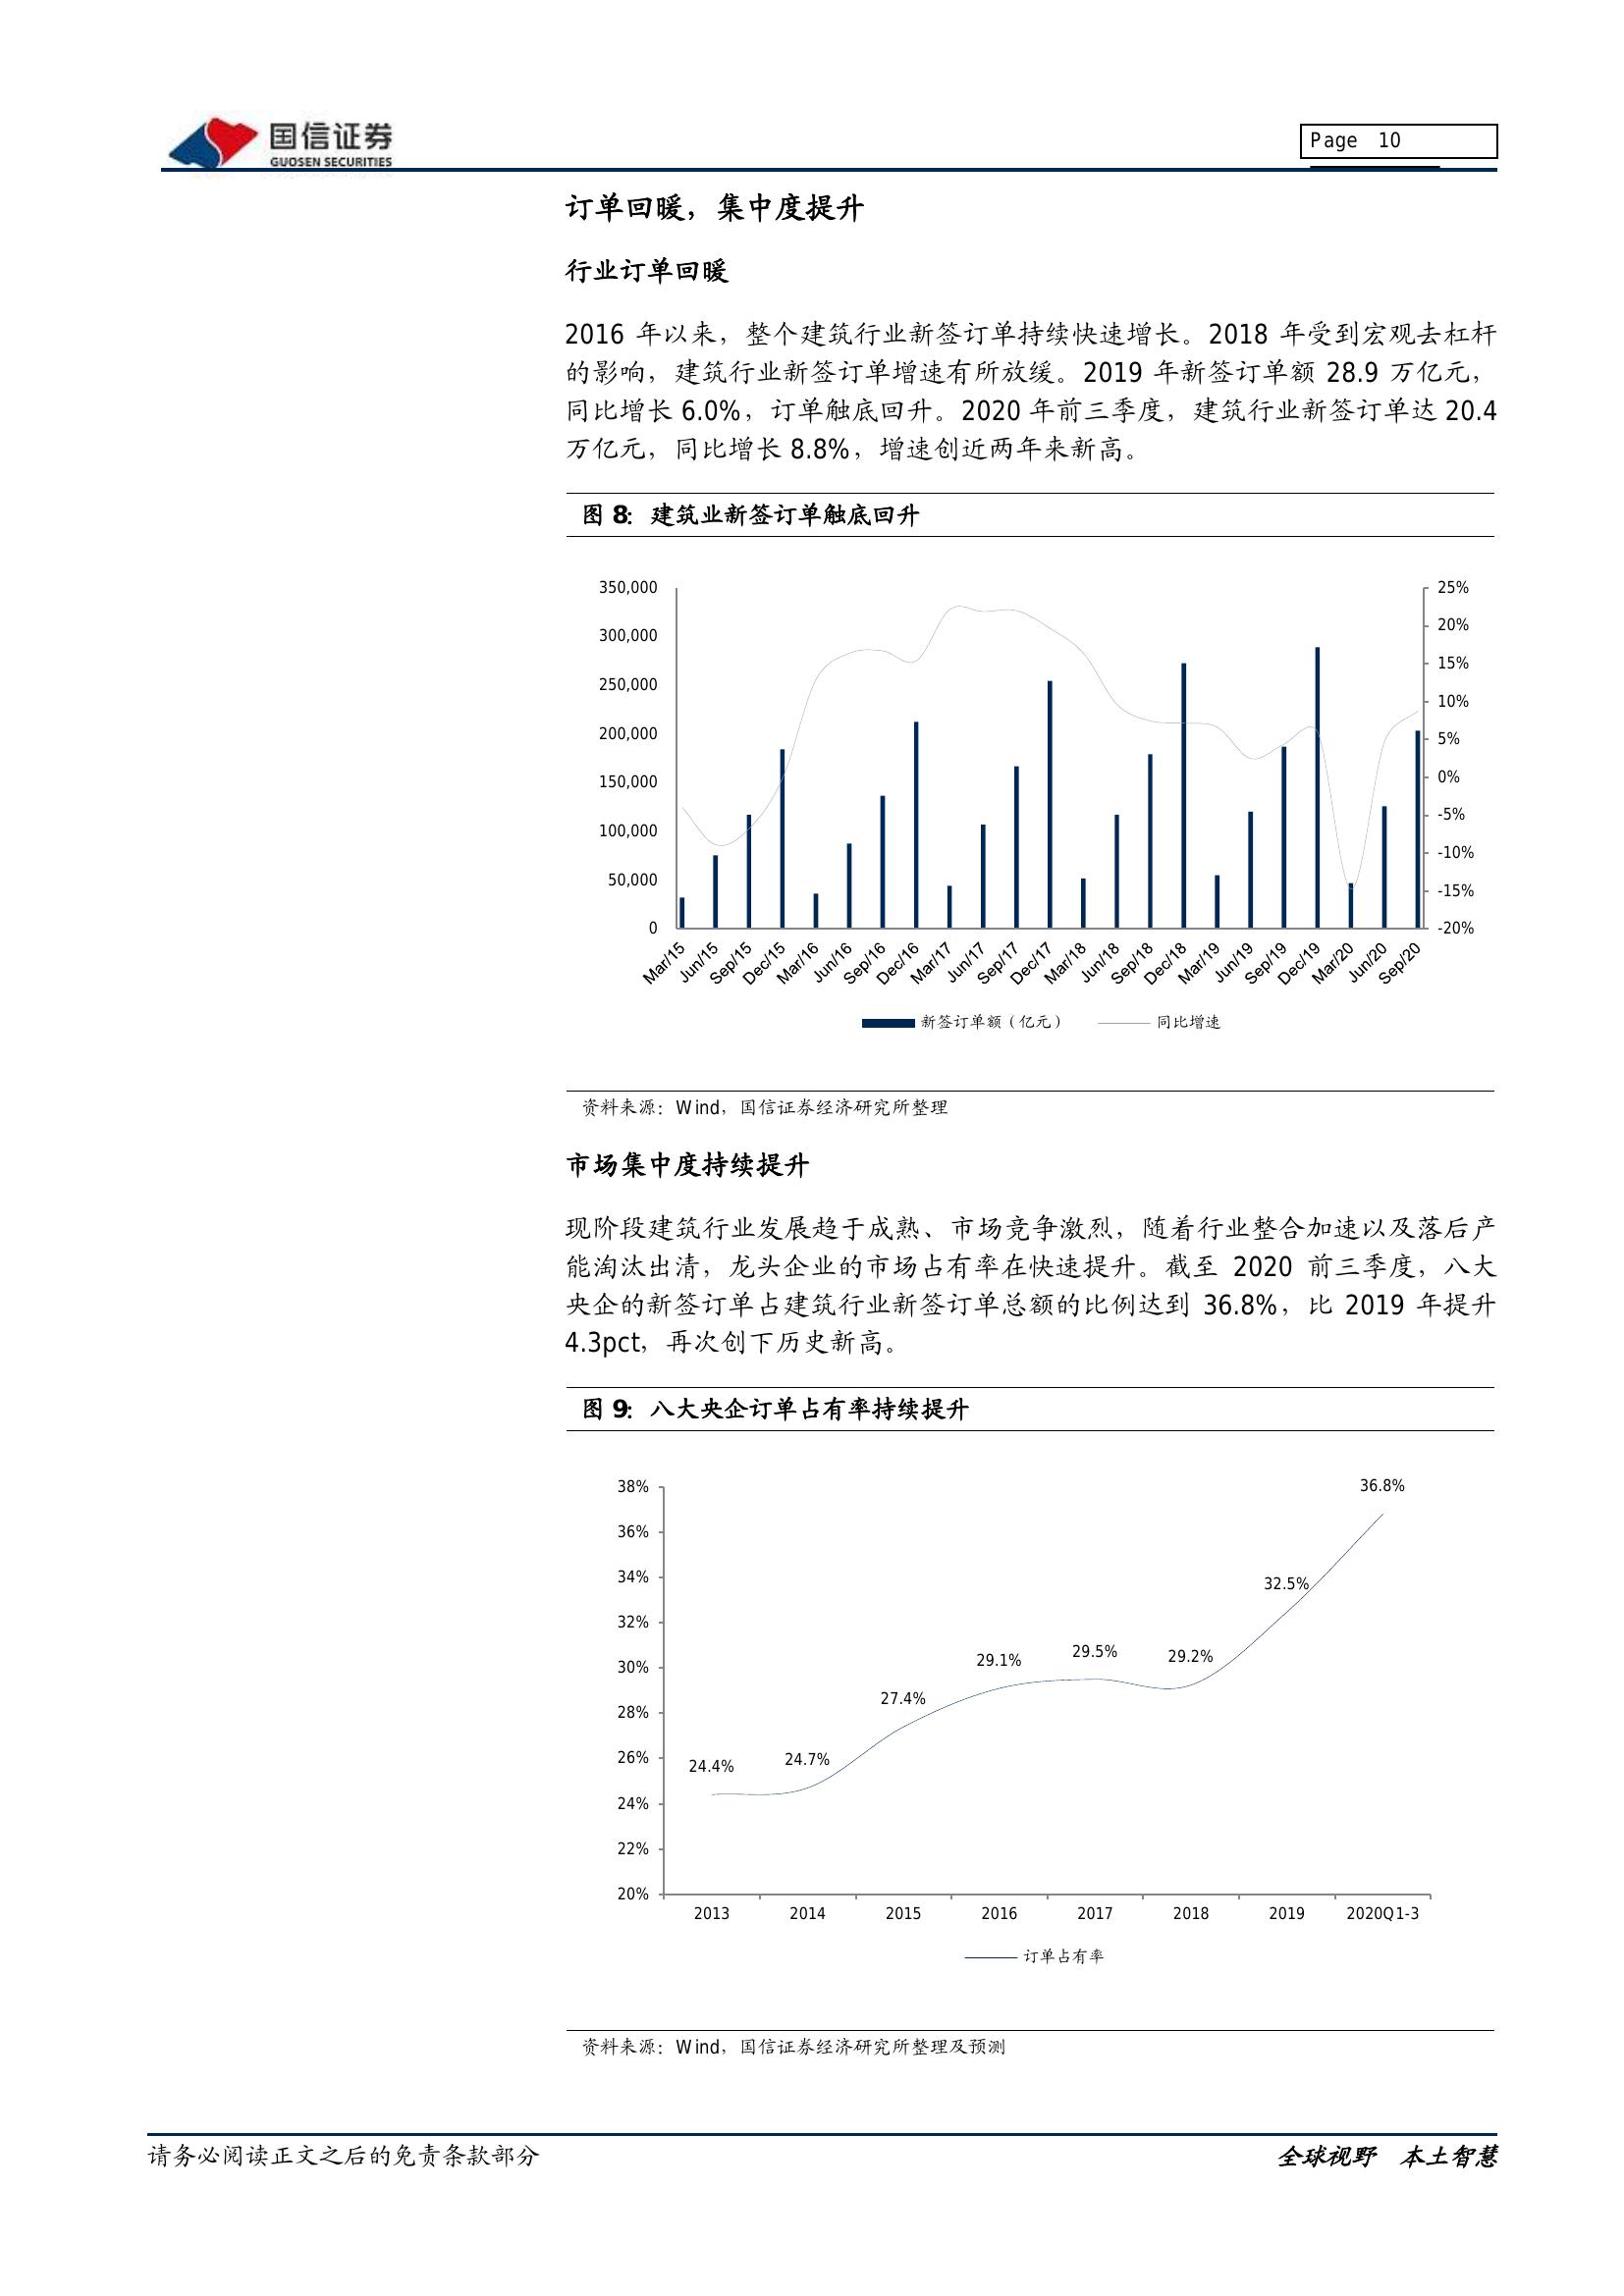 国信证券
GUOSEN SECURITIES
Page 10
订单回暖，集中度提升
行业订单回暖
2016 年以来，整个建筑行业新签订单持续快速增长。2018 年受到宏观去杠杆
的影响，建筑行业新签订单增速有所放缓。2019 年新签订单额 28.9 万亿元，
同比增长 6.0%，订单触底回升。2020 年前三季度，建筑行业新签订单达 20.4
万亿元，同比增长 8.8%，增速创近两年来新高。
图 8：建筑业新签订单触底回升
350,000
300,000
250,000
200,000
150,000
100,000
50,000
0
25%
20%
15%
10%
5%
0%
-5%
-10%
-15%
-20%
Mar/15
Jun/15
Sep/15
Dec/15
Mar/16
Jun/16
Sep/16
Dec/16
Mar/17
Jun/17
Sep/17
Dec/17
Mar/18
Jun/18
Sep/18
Dec/18
Mar/19
Jun/19
Sep/19
Dec/19
Mar/20
Jun/20
Sep/20
新签订单额（亿元） 同比增速
资料来源：Wind，国信证券经济研究所整理
市场集中度持续提升
现阶段建筑行业发展趋于成熟、市场竞争激烈，随着行业整合加速以及落后产
能淘汰出清，龙头企业的市场占有率在快速提升。截至 2020 前三季度，八大
央企的新签订单占建筑行业新签订单总额的比例达到 36.8%，比 2019 年提升
4.3pct，再次创下历史新高。
图 9：八大央企订单占有率持续提升
38%
36%
34%
32%
30%
28%
26%
24%
22%
20%
24.4%
24.7%
27.4%
29.1%
29.5%
29.2%
32.5%
36.8%
2013 2014 2015 2016 2017 2018 2019 2020Q1-3
订单占有率
资料来源：Wind，国信证券经济研究所整理及预测
请务必阅读正文之后的免责条款部分
全球视野 本土智慧